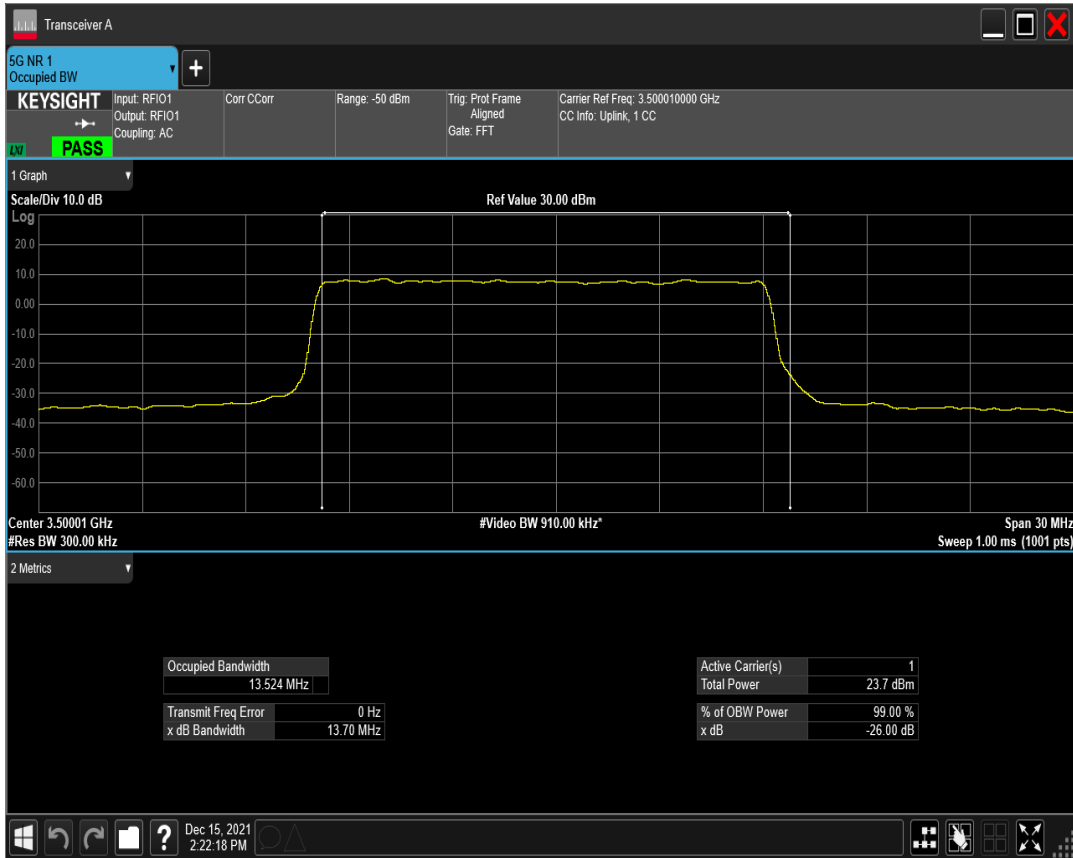 Transceiver A
5G NR 1
Occupied BW
+
KEYSIGHT
Input: RFIO1
Output: RFIO1
Coupling: AC
Corr CCorr
Range: -50 dBm
Trig: Prot Frame
Aligned
Gate: FFT
Carrier Ref Freq: 3.500010000 GHz
CC Info: Uplink, 1 CC
LXI
PASS
1 Graph
Scale/Div 10.0 dB
Ref Value 30.00 dBm
Log
20.0
10.0
0.00
-10.0
-20.0
-30.0
-40.0
-50.0
-60.0
Center 3.50001 GHz
#Video BW 910.00 kHz*
Span 30 MHz
#Res BW 300.00 kHz
Sweep 1.00 ms (1001 pts)
2 Metrics
Occupied Bandwidth
13.524 MHz
Transmit Freq Error 0 Hz
x dB Bandwidth 13.70 MHz
Active Carrier(s) 1
Total Power 23.7 dBm
% of OBW Power 99.00 %
x dB -26.00 dB
?
Dec 15, 2021
2:22:18 PM